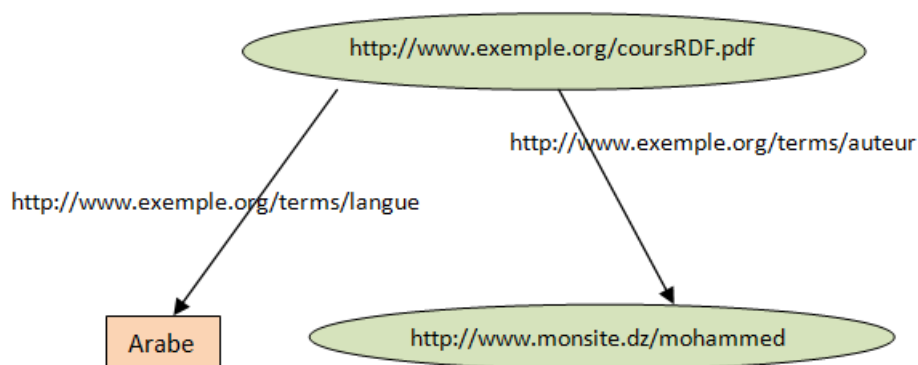 http://www.exemple.org/coursRDF.pdf
http://www.exemple.org/terms/auteur
http://www.exemple.org/terms/langue
Arabe
http://www.monsite.dz/mohammed